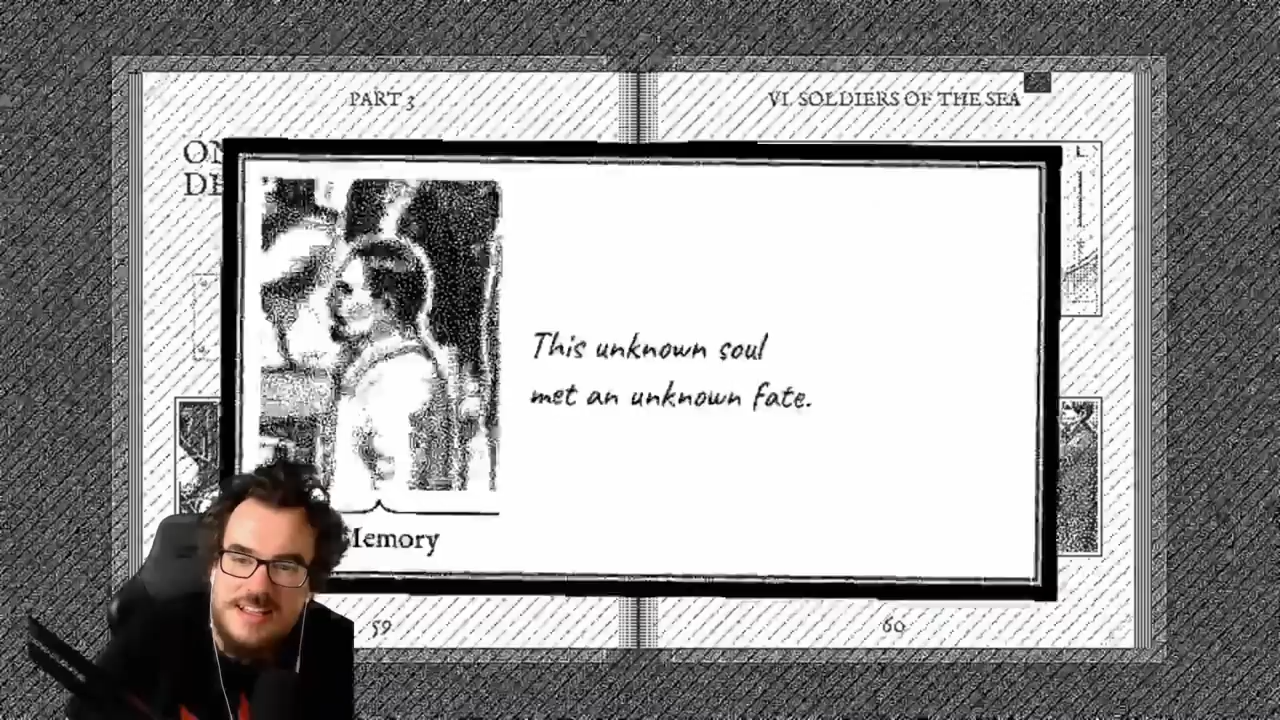 PART 3
VI. SOLDIERS OF THE SEA
This unknown soul
met an unknown fate.
Memory
59
60